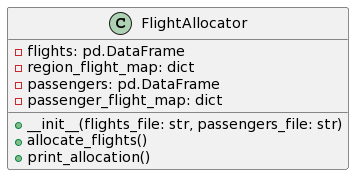 C FlightAllocator
flights: pd.DataFrame
region_flight_map: dict
passengers: pd.DataFrame
passenger_flight_map: dict
__init__(flights_file: str, passengers_file: str)
allocate_flights()
print_allocation()